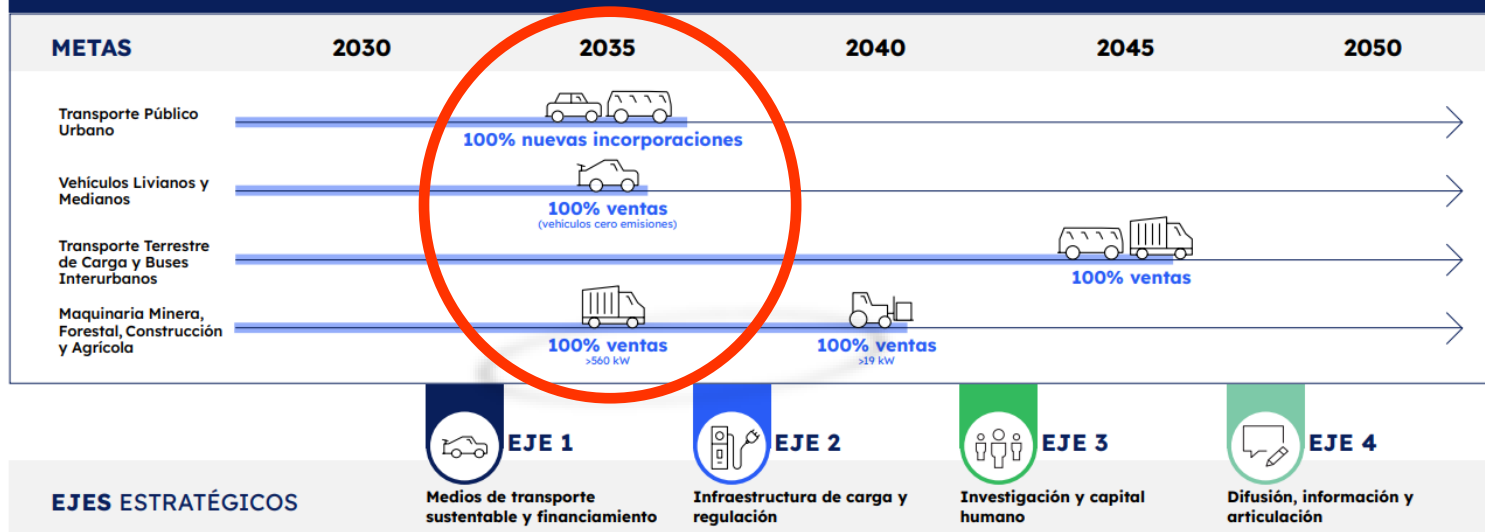 METAS 2030 2035 2040 2045 2050
Transporte Público
Urbano
100% nuevas incorporaciones
Vehículos Livianos y
Medianos
100% ventas
(vehículos cero emisiones)
Transporte Terrestre
de Carga y Buses
Interurbanos
100% ventas
Maquinaria Minera,
Forestal, Construcción
y Agrícola
100% ventas
>560 kW
100% ventas
>19 kW
EJES ESTRATÉGICOS
EJE 1
Medios de transporte
sustentable y financiamiento
EJE 2
Infraestructura de carga y
regulación
EJE 3
Investigación y capital
humano
EJE 4
Difusión, información y
articulación